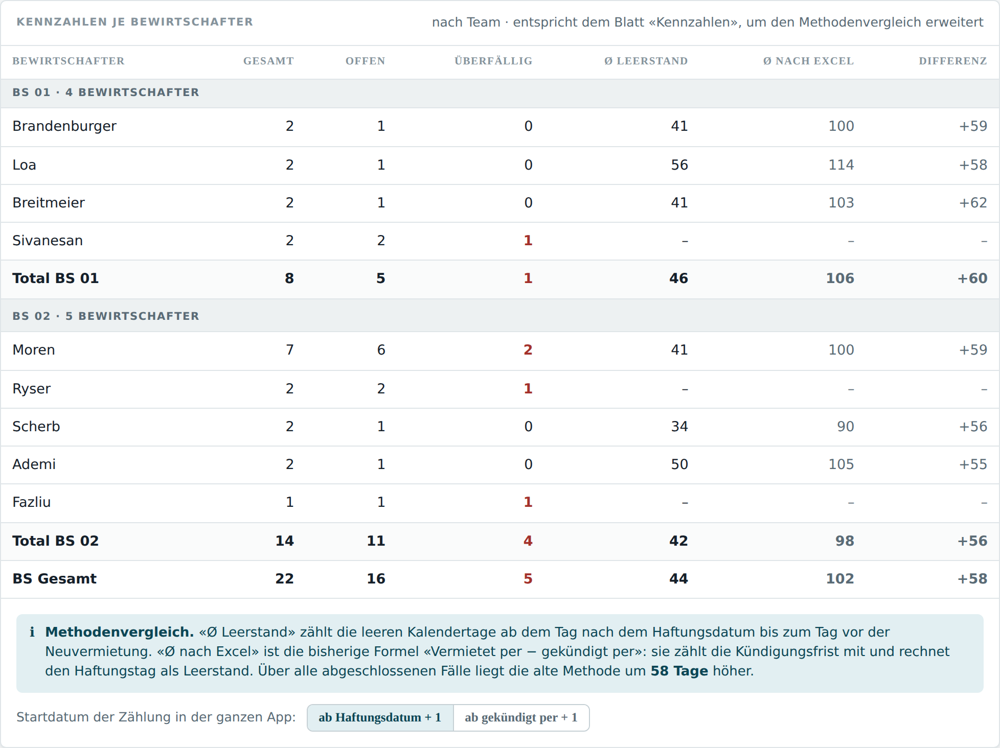 KENNZAHLEN JE BEWIRTSCHAFTER nach Team · entspricht dem Blatt «Kennzahlen», um den Methodenvergleich erweitert
BEWIRTSCHAFTER GESAMT OFFEN ÜBERFÄLLIG Ø LEERSTAND Ø NACH EXCEL DIFFERENZ
BS 01 · 4 BEWIRTSCHAFTER
Brandenburger 2 1 0 41 100 +59
Loa 2 1 0 56 114 +58
Breitmeier 2 1 0 41 103 +62
Sivanesan 2 2 1 – – –
Total BS 01 8 5 1 46 106 +60
BS 02 · 5 BEWIRTSCHAFTER
Moren 7 6 2 41 100 +59
Ryser 2 2 1 – – –
Scherb 2 1 0 34 90 +56
Ademi 2 1 0 50 105 +55
Fazliu 1 1 1 – – –
Total BS 02 14 11 4 42 98 +56
BS Gesamt 22 16 5 44 102 +58
i Methodenvergleich. «Ø Leerstand» zählt die leeren Kalendertage ab dem Tag nach dem Haftungsdatum bis zum Tag vor der
Neuvermietung. «Ø nach Excel» ist die bisherige Formel «Vermietet per − gekündigt per»: sie zählt die Kündigungsfrist mit und rechnet
den Haftungstag als Leerstand. Über alle abgeschlossenen Fälle liegt die alte Methode um 58 Tage höher.
Startdatum der Zählung in der ganzen App: ab Haftungsdatum + 1 ab gekündigt per + 1